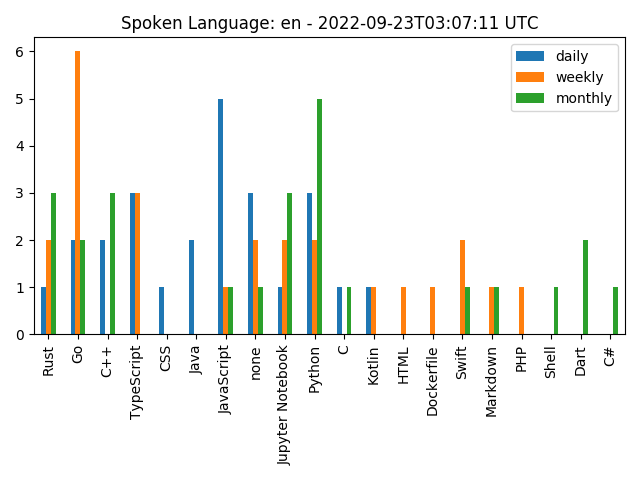 Spoken Language: en - 2022-09-23T03:07:11 UTC
daily
weekly
monthly
6
5
4
3
2
1
0
Rust
Go
C++
TypeScript
CSS
Java
JavaScript
none
Jupyter Notebook
Python
C
Kotlin
HTML
Dockerfile
Swift
Markdown
PHP
Shell
Dart
C#